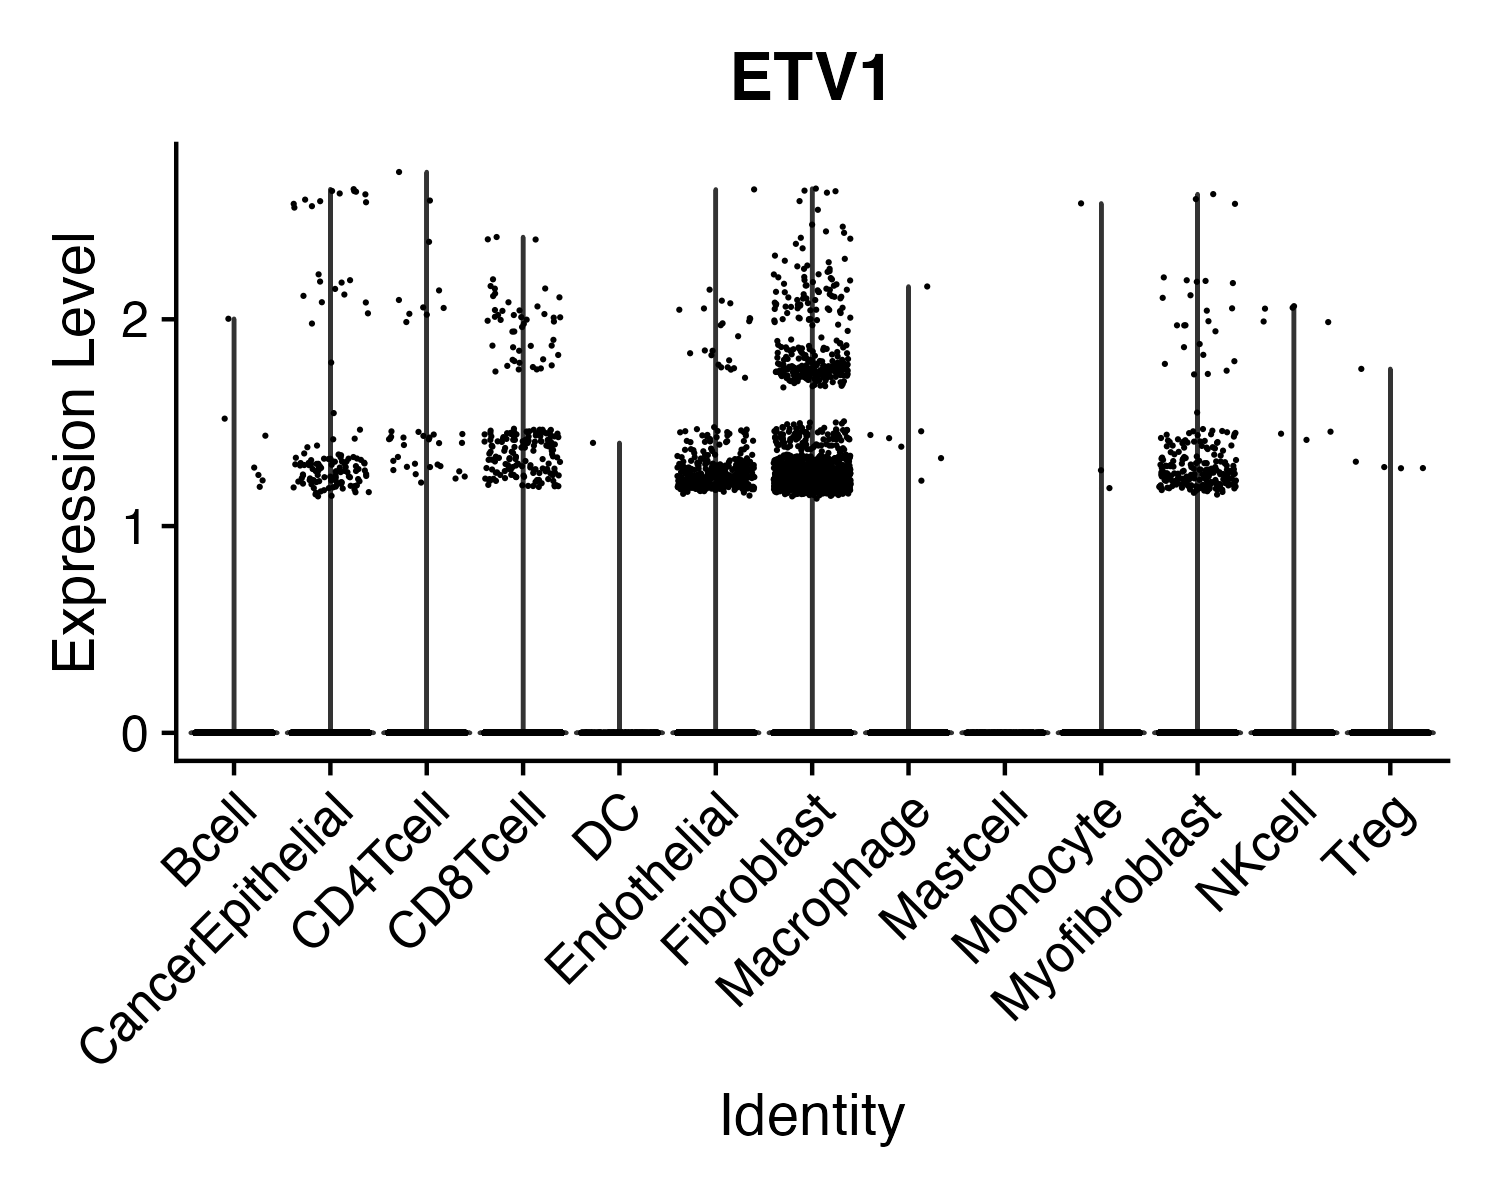 ETV1
Expression Level
2
1
0
Bcell
CancerEpithelial
CD4Tcell
CD8Tcell
DC
Endothelial
Fibroblast
Macrophage
Mastcell
Monocyte
Myofibroblast
NKcell
Treg
Identity